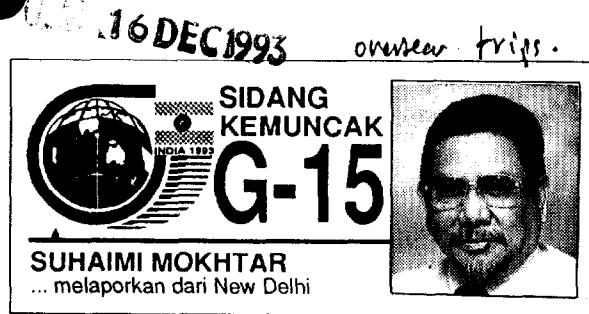 16 DEC 1993
overseas trips.
SIDANG
KEMUNCAK
G-15
INDIA 1993
SUHAIMI MOKHTAR
... melaporkan dari New Delhi